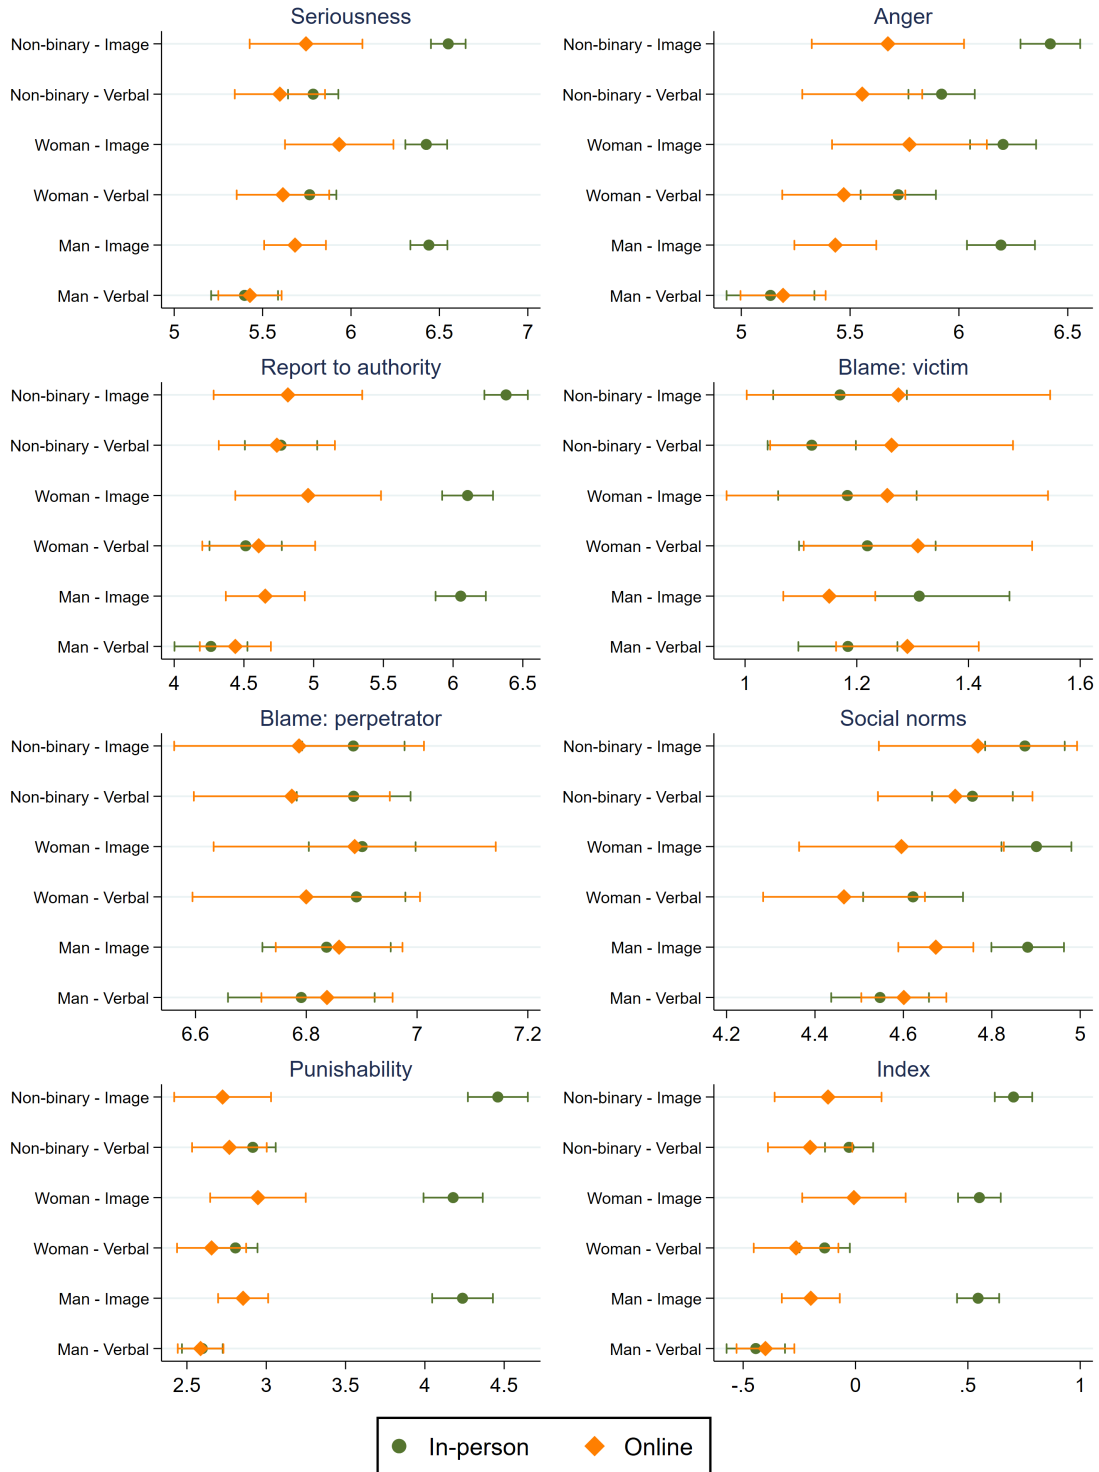 Seriousness
Non-binary - Image
Non-binary - Verbal
Woman - Image
Woman - Verbal
Man - Image
Man - Verbal
5 5.5 6 6.5 7
Anger
Non-binary - Image
Non-binary - Verbal
Woman - Image
Woman - Verbal
Man - Image
Man - Verbal
5 5.5 6 6.5
Report to authority
Non-binary - Image
Non-binary - Verbal
Woman - Image
Woman - Verbal
Man - Image
Man - Verbal
4 4.5 5 5.5 6 6.5
Blame: victim
Non-binary - Image
Non-binary - Verbal
Woman - Image
Woman - Verbal
Man - Image
Man - Verbal
1 1.2 1.4 1.6
Blame: perpetrator
Non-binary - Image
Non-binary - Verbal
Woman - Image
Woman - Verbal
Man - Image
Man - Verbal
6.6 6.8 7 7.2
Social norms
Non-binary - Image
Non-binary - Verbal
Woman - Image
Woman - Verbal
Man - Image
Man - Verbal
4.2 4.4 4.6 4.8 5
Punishability
Non-binary - Image
Non-binary - Verbal
Woman - Image
Woman - Verbal
Man - Image
Man - Verbal
2.5 3 3.5 4 4.5
Index
Non-binary - Image
Non-binary - Verbal
Woman - Image
Woman - Verbal
Man - Image
Man - Verbal
-.5 0 .5 1
In-person Online